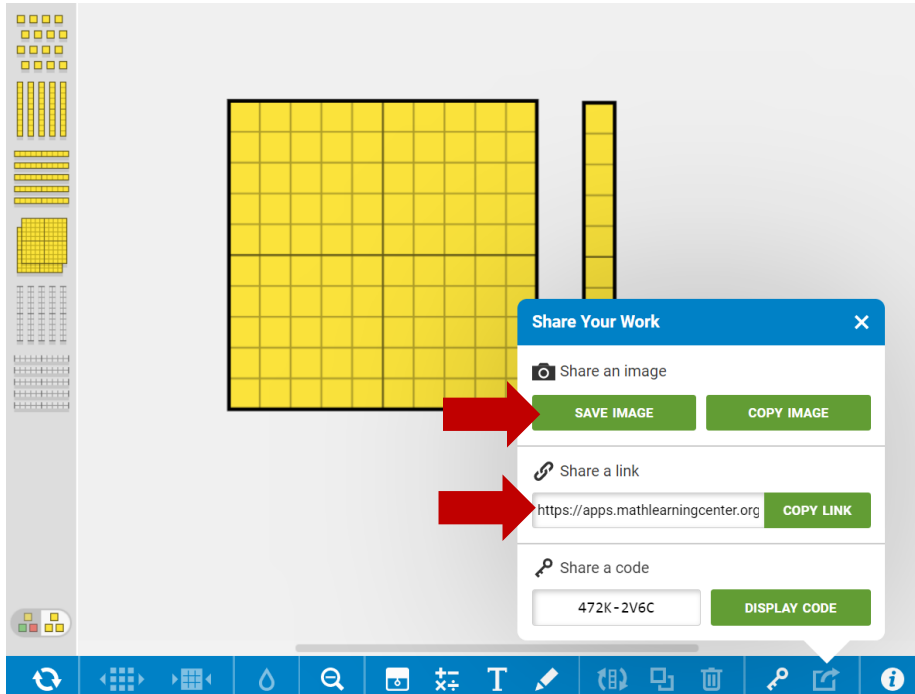 Share Your Work
Share an image
SAVE IMAGE COPY IMAGE
Share a link
https://apps.mathlearningcenter.org COPY LINK
Share a code
472K-2V6C DISPLAY CODE
T